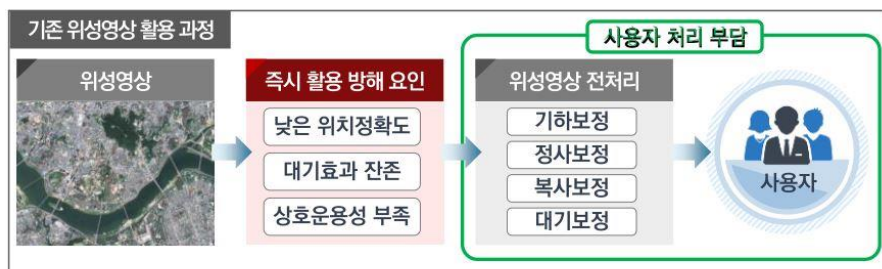 기존 위성영상 활용 과정
사용자 처리 부담
위성영상
즉시 활용 방해 요인
낮은 위치정확도
대기효과 잔존
상호운용성 부족
위성영상 전처리
기하보정
정사보정
복사보정
대기보정
사용자